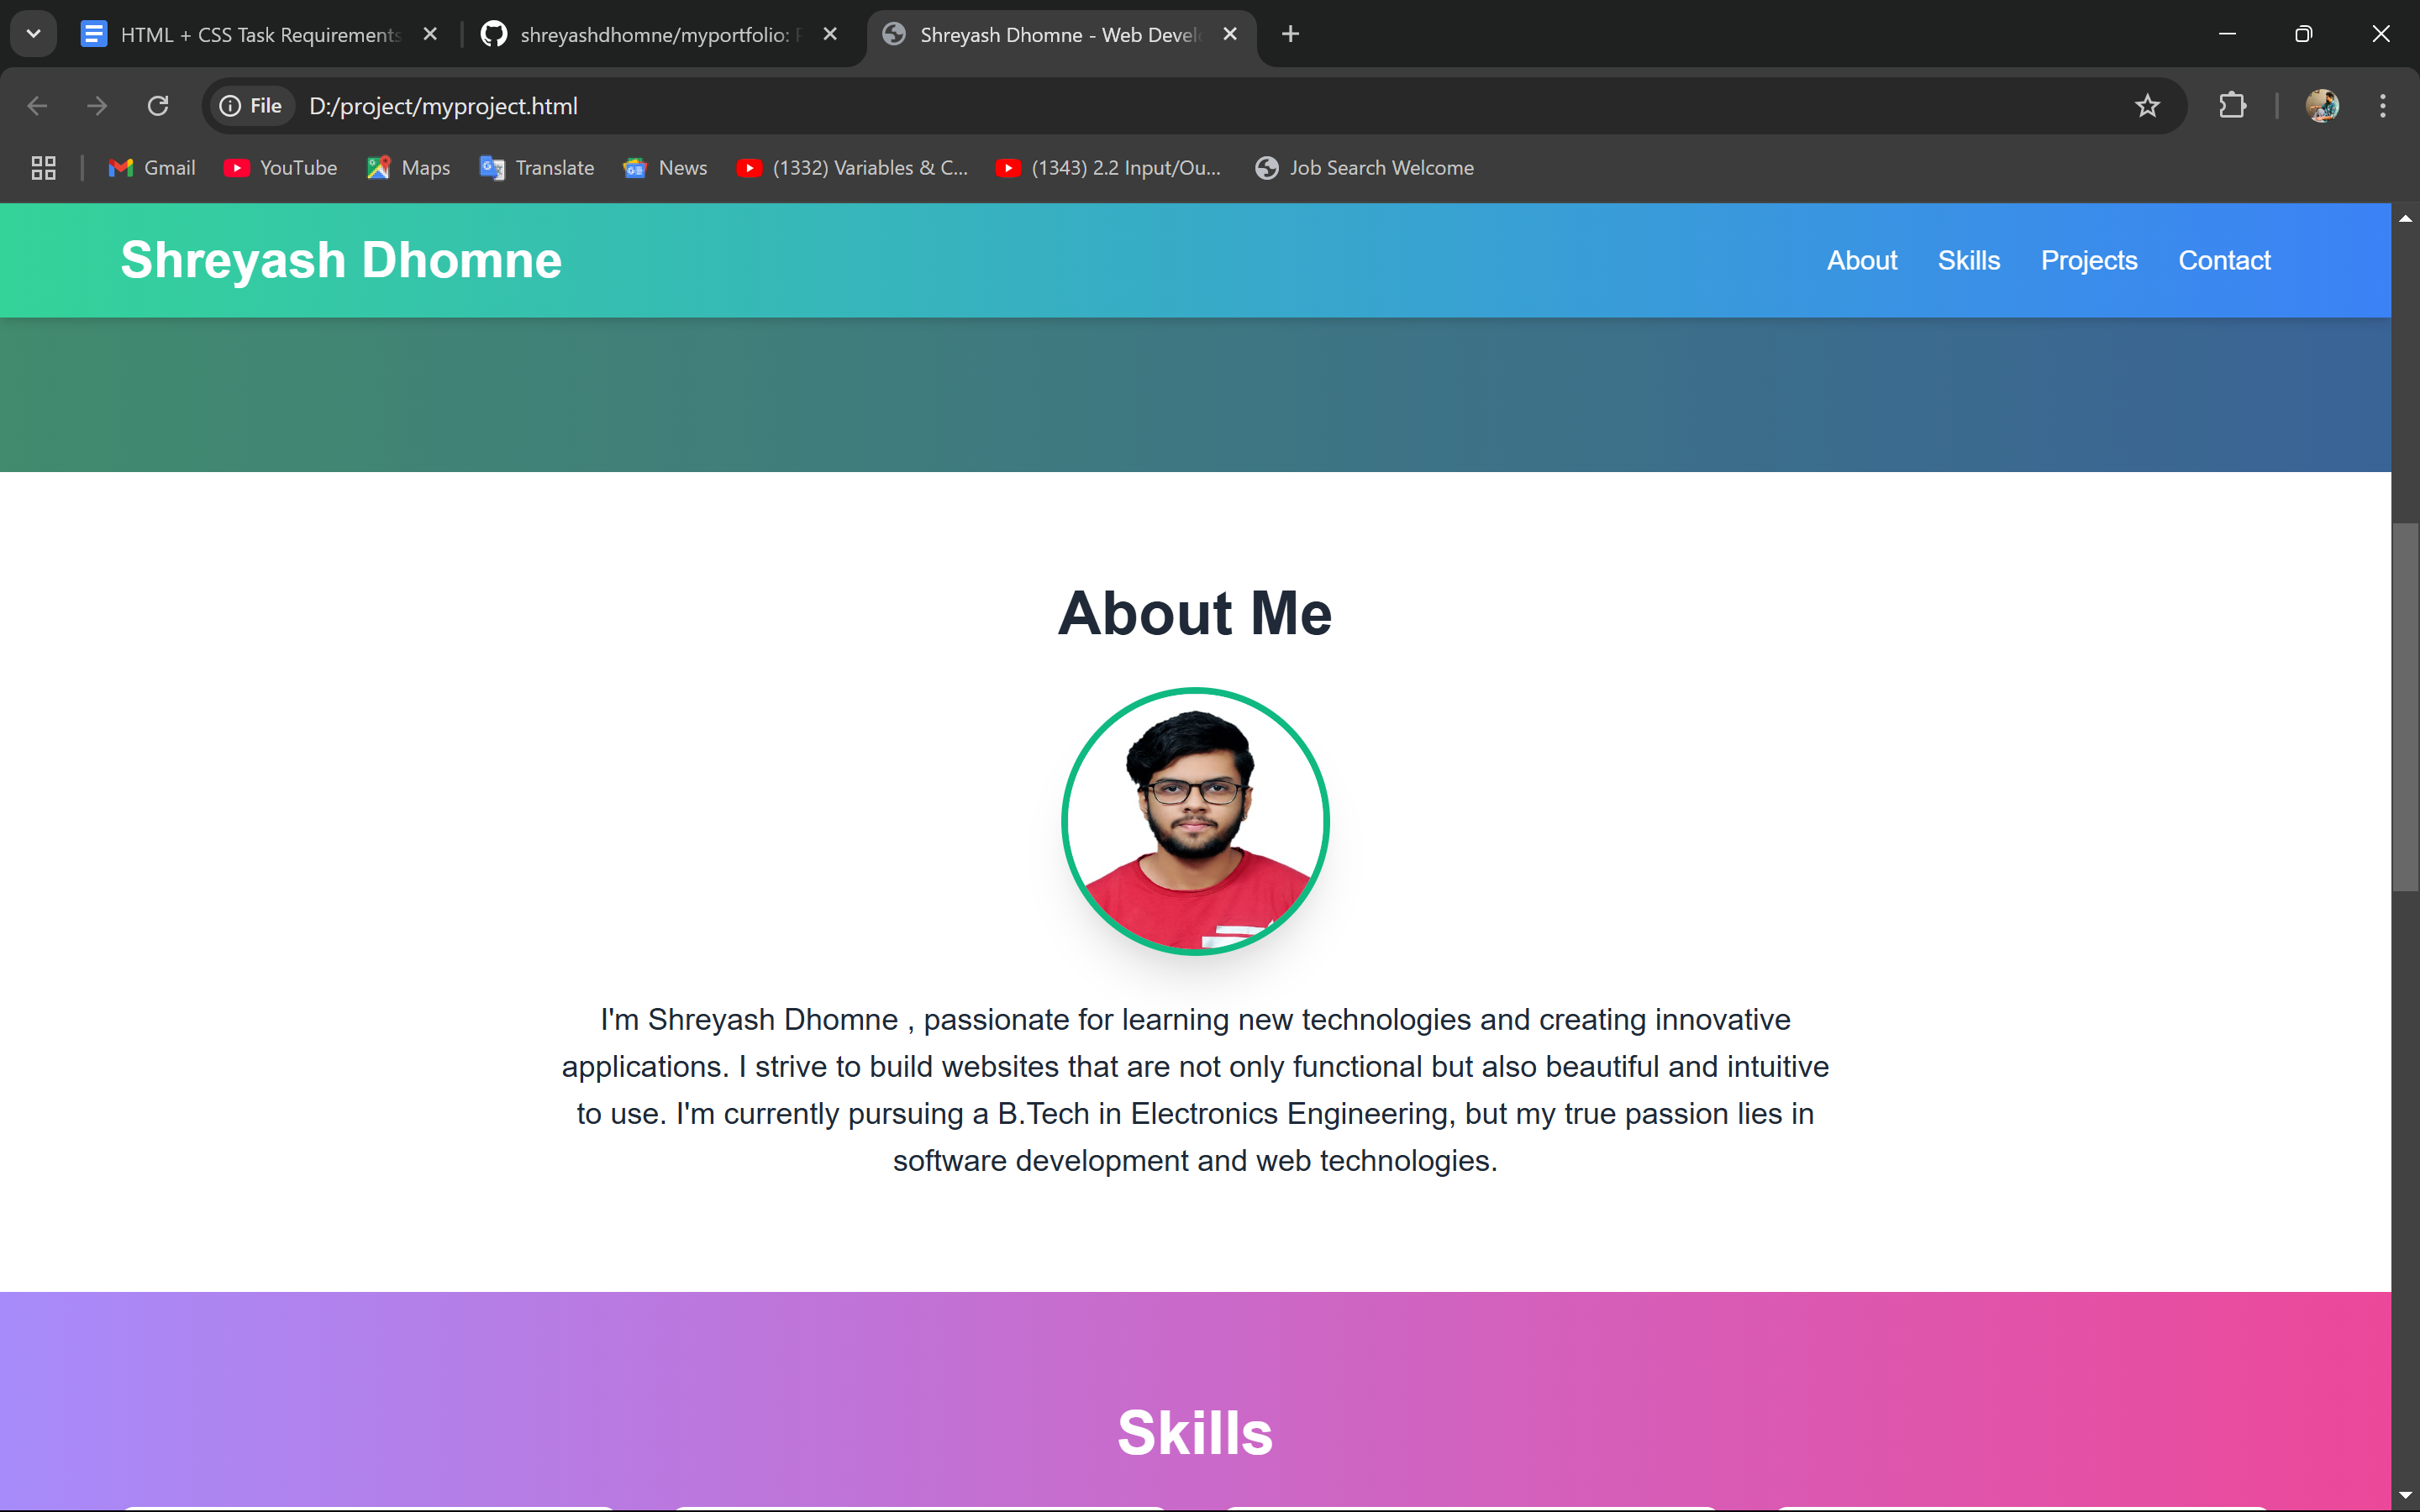 HTML + CSS Task Requirements
shreyashdhomne/myportfolio:
Shreyash Dhomne - Web Devel
File
D:/project/myproject.html
Gmail
YouTube
Maps
Translate
News
(1332) Variables & C...
(1343) 2.2 Input/Ou...
Job Search Welcome
Shreyash Dhomne
About
Skills
Projects
Contact
About Me
I'm Shreyash Dhomne , passionate for learning new technologies and creating innovative
applications. I strive to build websites that are not only functional but also beautiful and intuitive
to use. I'm currently pursuing a B.Tech in Electronics Engineering, but my true passion lies in
software development and web technologies.
Skills